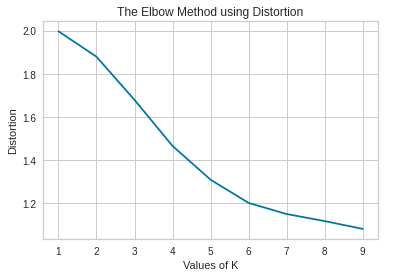 The Elbow Method using Distortion
2.0
1.8
1.6
1.4
1.2
Distortion
1 2 3 4 5 6 7 8 9
Values of K